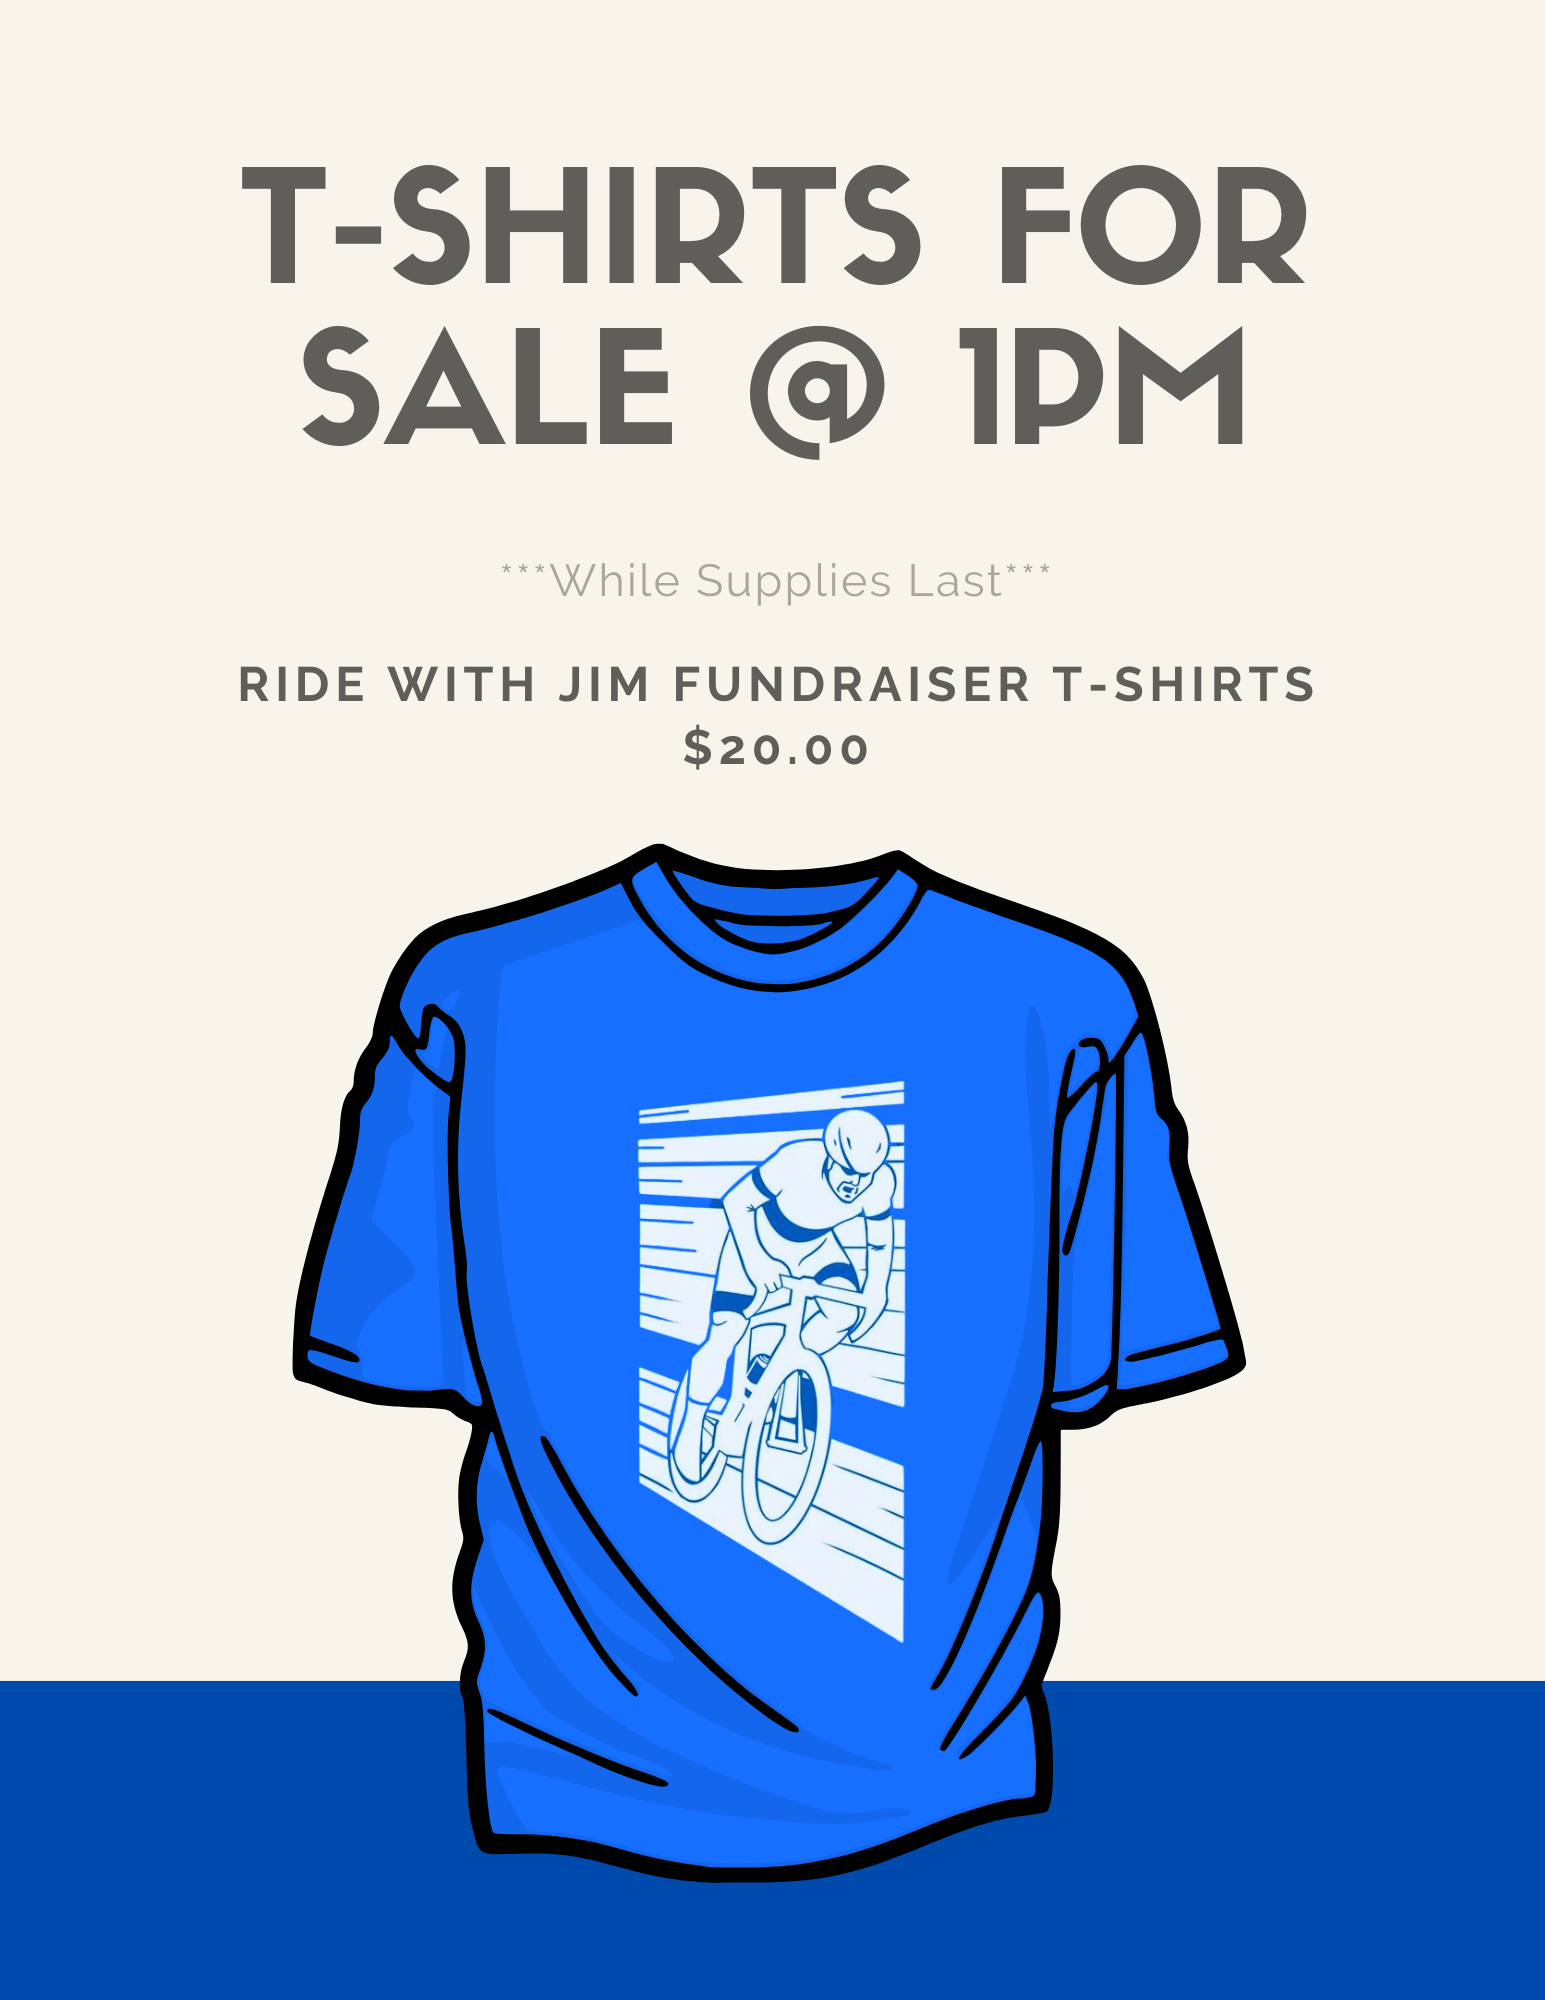 T-SHIRTS FOR
SALE @ 1PM
***While Supplies Last***
RIDE WITH JIM FUNDRAISER T-SHIRTS
$20.00